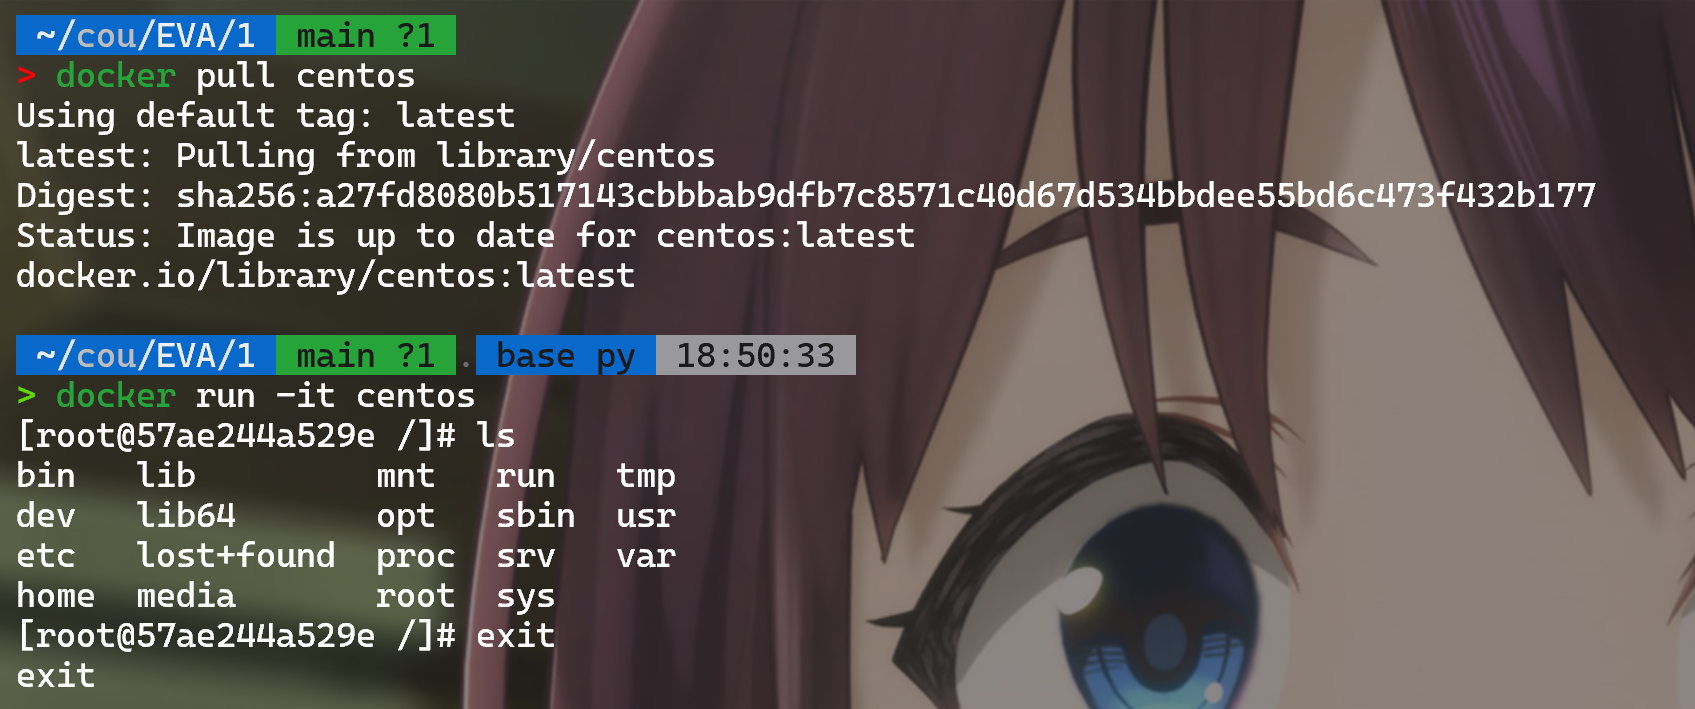 ~/cou/EVA/1 main ?1
> docker pull centos
Using default tag: latest
latest: Pulling from library/centos
Digest: sha256:a27fd8080b517143cbbbab9dfb7c8571c40d67d534bbdee55bd6c473f432b177
Status: Image is up to date for centos:latest
docker.io/library/centos:latest
~/cou/EVA/1 main ?1 . base py 18:50:33
> docker run -it centos
[root@57ae244a529e /]# ls
bin lib mnt run tmp
dev lib64 opt sbin usr
etc lost+found proc srv var
home media root sys
[root@57ae244a529e /]# exit
exit